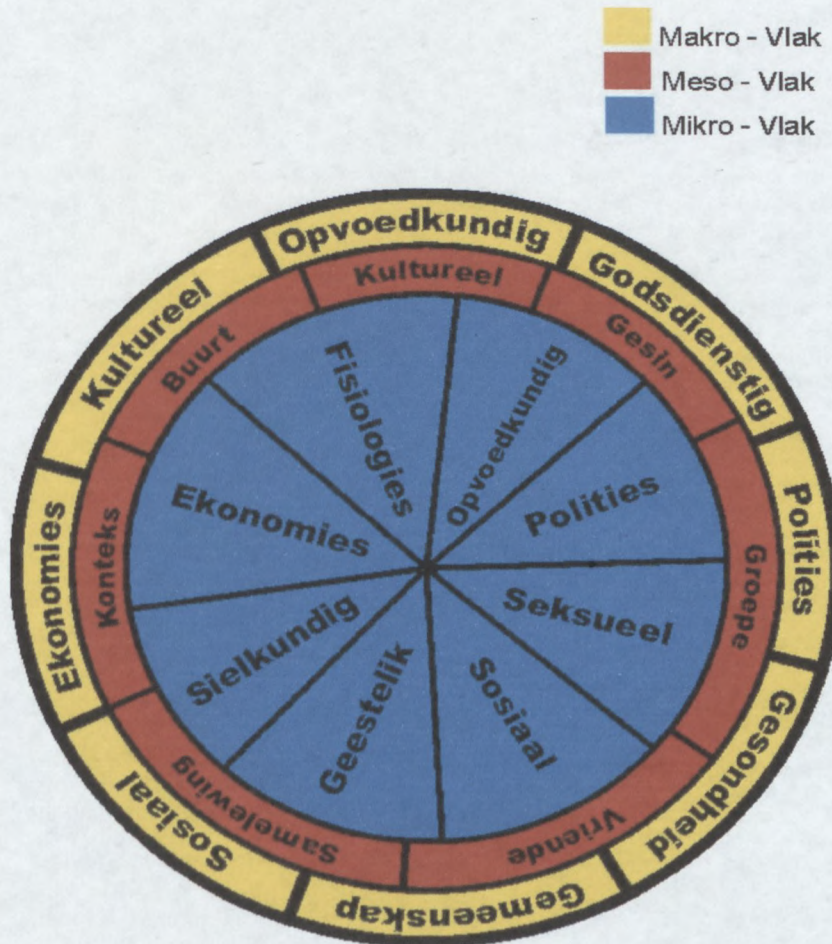 Makro - Vlak
Meso - Vlak
Mikro - Vlak
Opvoedkundig
Godsdienstig
Polities
Gesondheid
Gemeenskap
Sosiaal
Ekonomies
Kultureel
Kultureel
Gesin
Groepe
Vriende
Samelewing
Konteks
Buurt
Fisiologies
Opvoedkundig
Polities
Seksueel
Sosiaal
Geestelik
Sielkundig
Ekonomies